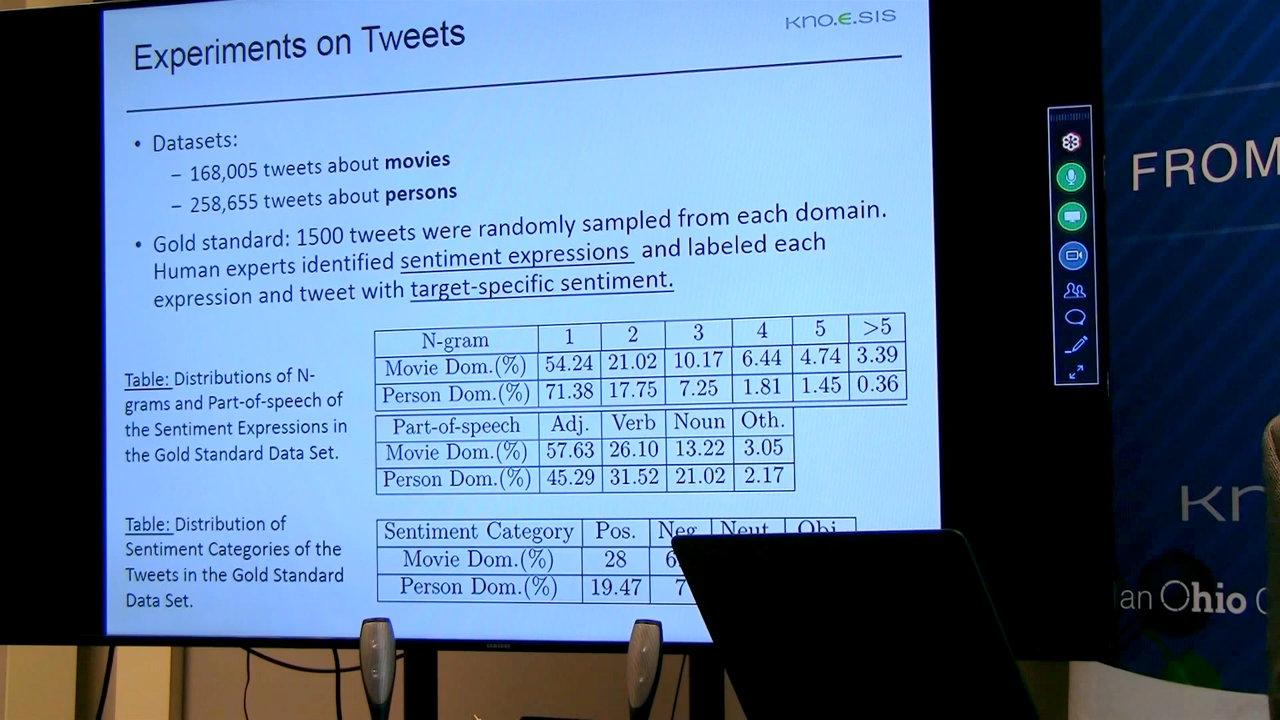 Experiments on Tweets
kno.e.sis
• Datasets:
– 168,005 tweets about movies
– 258,655 tweets about persons
• Gold standard: 1500 tweets were randomly sampled from each domain.
Human experts identified sentiment expressions and labeled each
expression and tweet with target-specific sentiment.
Table: Distributions of N-
grams and Part-of-speech of
the Sentiment Expressions in
the Gold Standard Data Set.
N-gram 1 2 3 4 5 >5
Movie Dom.(%) 54.24 21.02 10.17 6.44 4.74 3.39
Person Dom.(%) 71.38 17.75 7.25 1.81 1.45 0.36
Part-of-speech Adj. Verb Noun Oth.
Movie Dom.(%) 57.63 26.10 13.22 3.05
Person Dom.(%) 45.29 31.52 21.02 2.17
Table: Distribution of
Sentiment Categories of the
Tweets in the Gold Standard
Data Set.
Sentiment Category Pos. Neg. Neut. Obj.
Movie Dom.(%) 28
Person Dom.(%) 19.47 7
SAMSUNG
FROM
kn
an Ohio